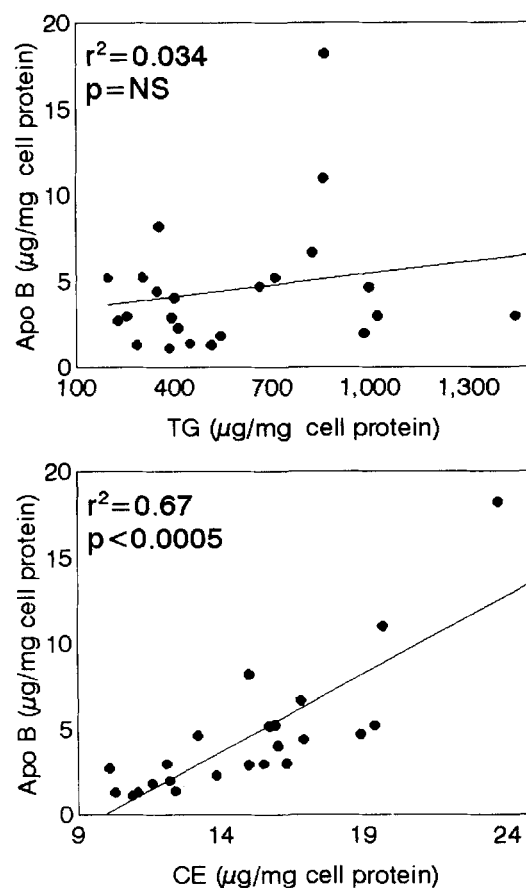 20
r²=0.034
p=NS
15
10
5
0
Apo B (µg/mg cell protein)
100 400 700 1,000 1,300
TG (µg/mg cell protein)
20
r²=0.67
p<0.0005
15
10
5
0
Apo B (µg/mg cell protein)
9 14 19 24
CE (µg/mg cell protein)